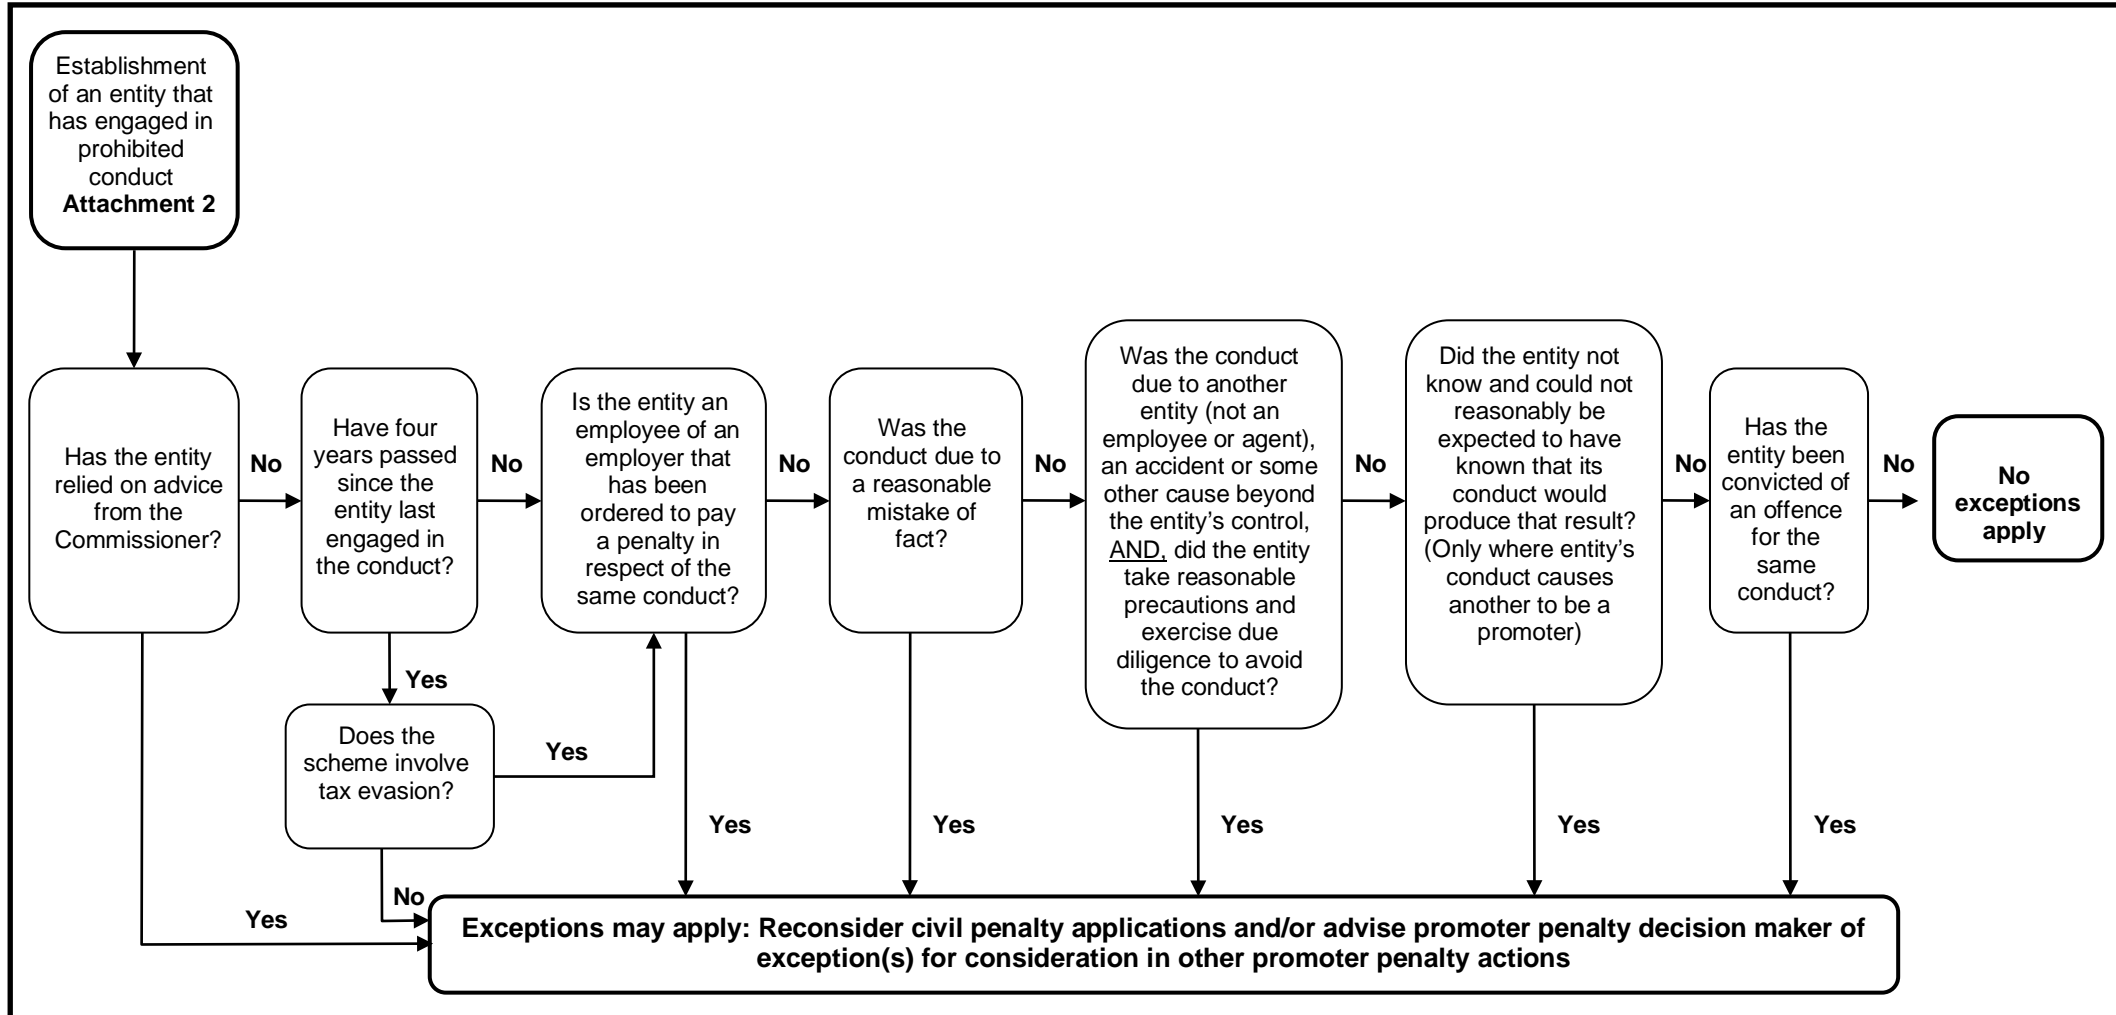 Establishment
of an entity that
has engaged in
prohibited
conduct
Attachment 2
Has the entity
relied on advice
from the
Commissioner?
No
Have four
years passed
since the
entity last
engaged in
the conduct?
No
Is the entity an
employee of an
employer that
has been
ordered to pay
a penalty in
respect of the
same conduct?
No
Was the
conduct due to
a reasonable
mistake of
fact?
No
Was the conduct
due to another
entity (not an
employee or agent),
an accident or some
other cause beyond
the entity’s control,
AND, did the entity
take reasonable
precautions and
exercise due
diligence to avoid
the conduct?
No
Did the entity not
know and could not
reasonably be
expected to have
known that its
conduct would
produce that result?
(Only where entity’s
conduct causes
another to be a
promoter)
No
Has the
entity been
convicted of
an offence
for the
same
conduct?
No
No
exceptions
apply
Yes
Does the
scheme involve
tax evasion?
Yes
Yes
Yes
Yes
Yes
Yes
No
Yes
Exceptions may apply: Reconsider civil penalty applications and/or advise promoter penalty decision maker of
exception(s) for consideration in other promoter penalty actions